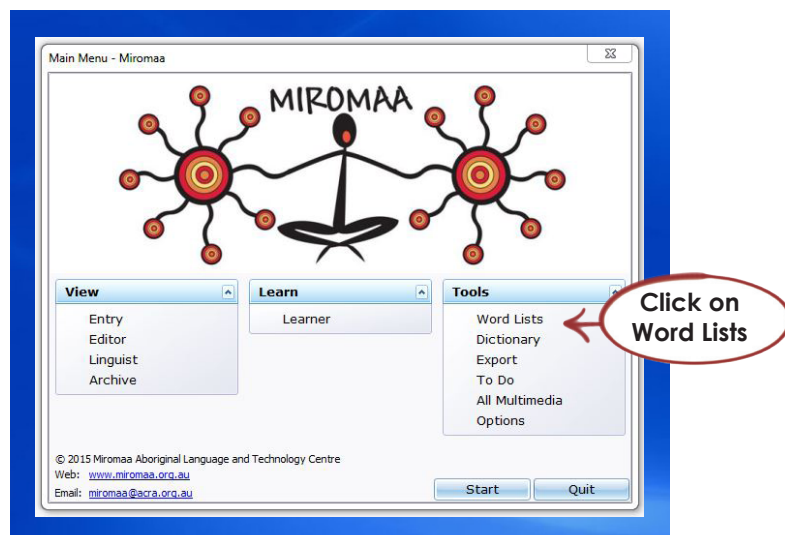 Main Menu - Miromaa
MIROMAA
View
Entry
Editor
Linguist
Archive
Learn
Learner
Tools
Word Lists
Dictionary
Export
To Do
All Multimedia
Options
Click on
Word Lists
© 2015 Miromaa Aboriginal Language and Technology Centre
Web: www.miromaa.org.au
Email: miromaa@acra.org.au
Start
Quit